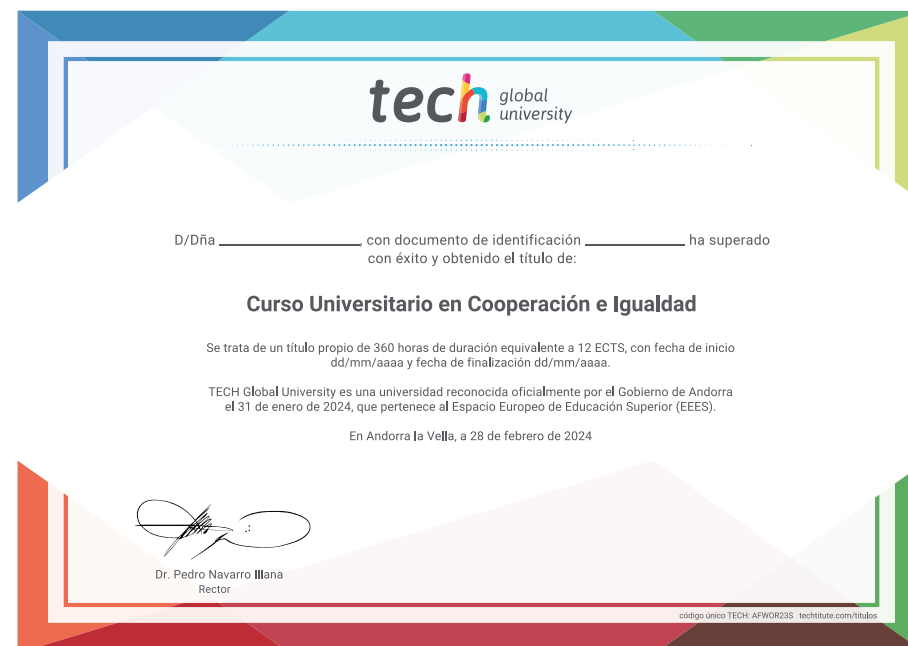 tech global university
D/Dña ____________________, con documento de identificación ______________ ha superado
con éxito y obtenido el título de:
Curso Universitario en Cooperación e Igualdad
Se trata de un título propio de 360 horas de duración equivalente a 12 ECTS, con fecha de inicio
dd/mm/aaaa y fecha de finalización dd/mm/aaaa.
TECH Global University es una universidad reconocida oficialmente por el Gobierno de Andorra
el 31 de enero de 2024, que pertenece al Espacio Europeo de Educación Superior (EEES).
En Andorra la Vella, a 28 de febrero de 2024
Dr. Pedro Navarro Illana
Rector
código único TECH: AFWOR23S techtitute.com/titulos